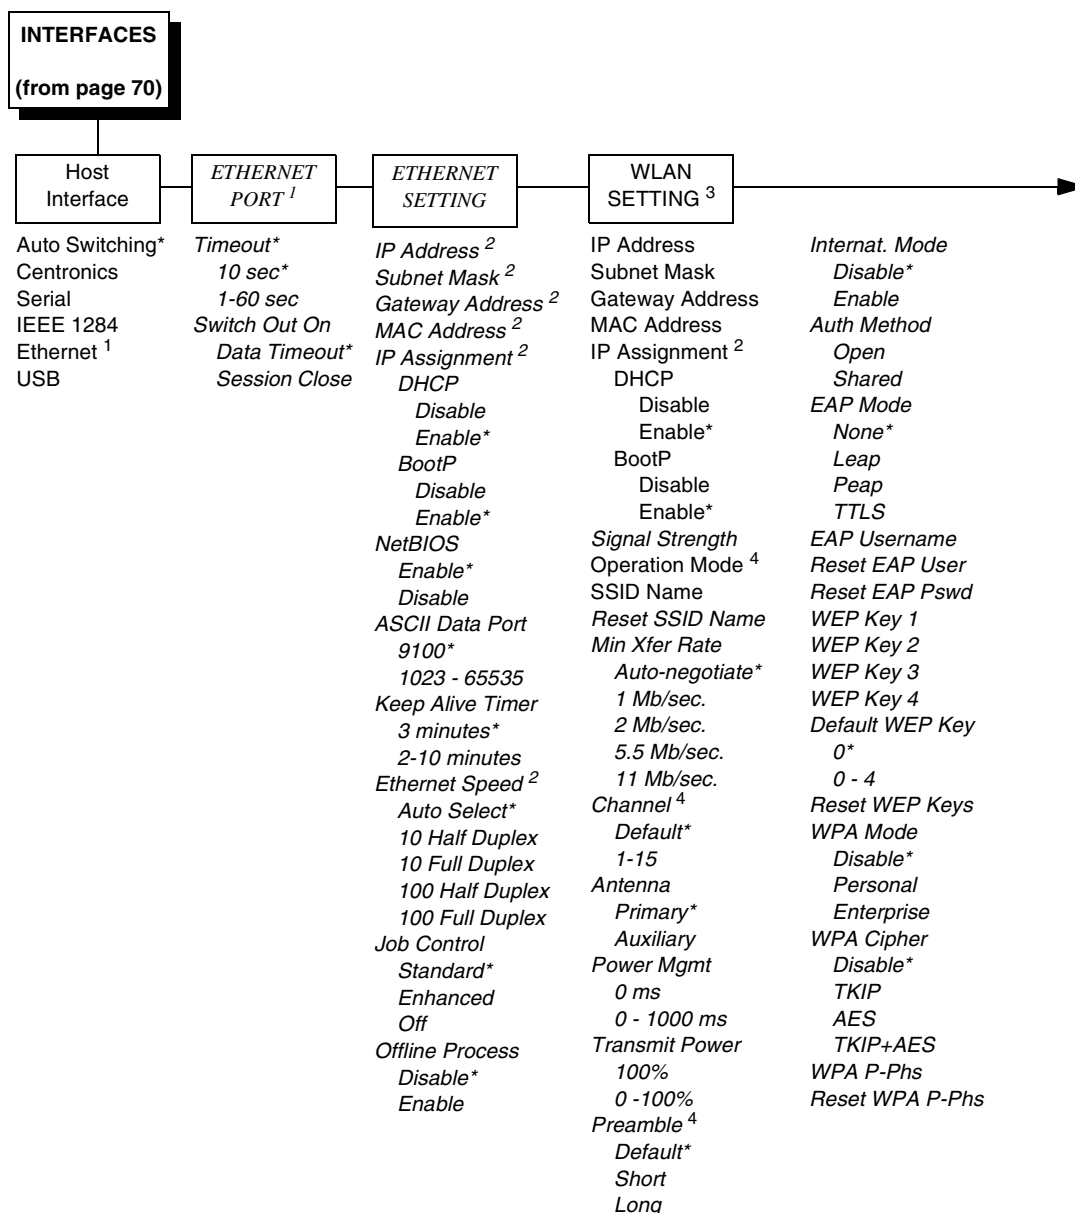 INTERFACES
(from page 70)
Host
Interface
ETHERNET
PORT 1
ETHERNET
SETTING
WLAN
SETTING 3
Auto Switching*
Centronics
Serial
IEEE 1284
Ethernet 1
USB
Timeout*
10 sec*
1-60 sec
Switch Out On
Data Timeout*
Session Close
IP Address 2
Subnet Mask 2
Gateway Address 2
MAC Address 2
IP Assignment 2
DHCP
Disable
Enable*
BootP
Disable
Enable*
NetBIOS
Enable*
Disable
ASCII Data Port
9100*
1023 - 65535
Keep Alive Timer
3 minutes*
2-10 minutes
Ethernet Speed 2
Auto Select*
10 Half Duplex
10 Full Duplex
100 Half Duplex
100 Full Duplex
Job Control
Standard*
Enhanced
Off
Offline Process
Disable*
Enable
IP Address
Subnet Mask
Gateway Address
MAC Address
IP Assignment 2
DHCP
Disable
Enable*
BootP
Disable
Enable*
Signal Strength
Operation Mode 4
SSID Name
Reset SSID Name
Min Xfer Rate
Auto-negotiate*
1 Mb/sec.
2 Mb/sec.
5.5 Mb/sec.
11 Mb/sec.
Channel 4
Default*
1-15
Antenna
Primary*
Auxiliary
Power Mgmt
0 ms
0 - 1000 ms
Transmit Power
100%
0 -100%
Preamble 4
Default*
Short
Long
Internat. Mode
Disable*
Enable
Auth Method
Open
Shared
EAP Mode
None*
Leap
Peap
TTLS
EAP Username
Reset EAP User
Reset EAP Pswd
WEP Key 1
WEP Key 2
WEP Key 3
WEP Key 4
Default WEP Key
0*
0 - 4
Reset WEP Keys
WPA Mode
Disable*
Personal
Enterprise
WPA Cipher
Disable*
TKIP
AES
TKIP+AES
WPA P-Phs
Reset WPA P-Phs